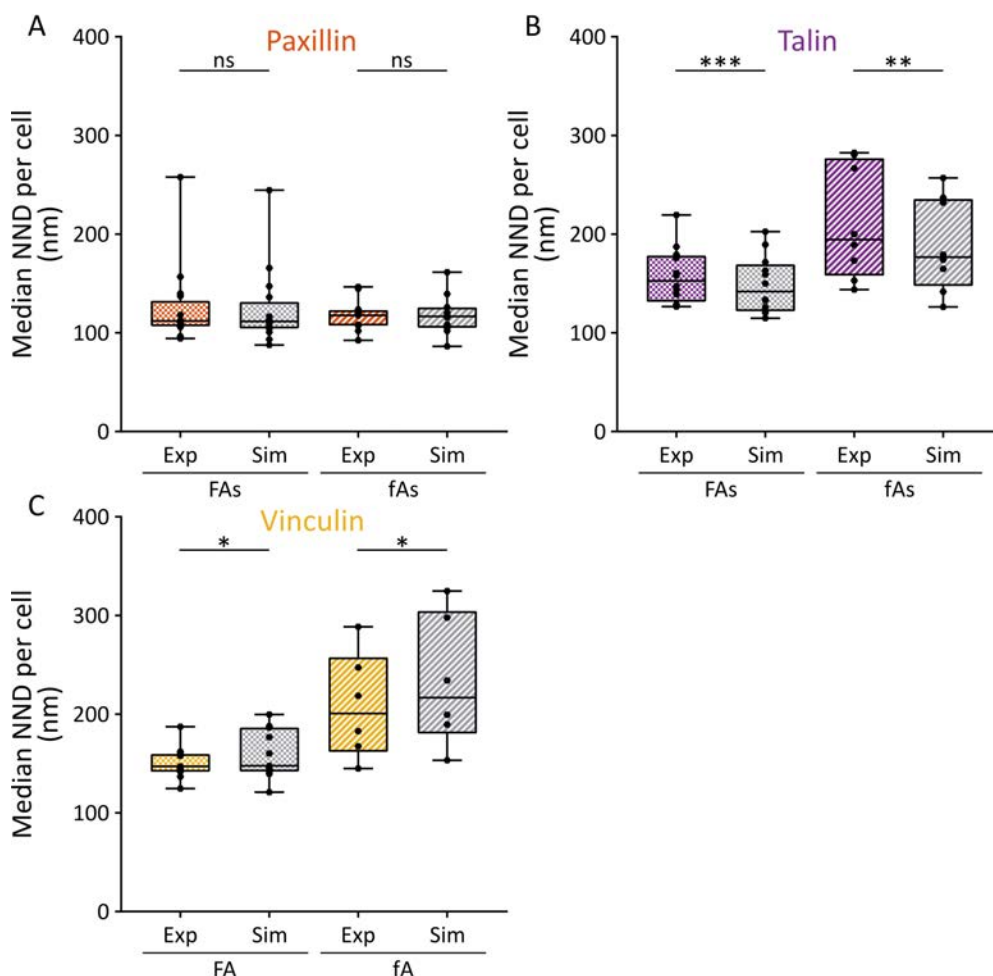 A
Paxillin
400
300
200
100
0
Median NND per cell
(nm)
ns
ns
Exp Sim Exp Sim
FAs fAs
B
Talin
400
300
200
100
0
Median NND per cell
(nm)
***
**
Exp Sim Exp Sim
FAs fAs
C
Vinculin
400
300
200
100
0
Median NND per cell
(nm)
*
*
Exp Sim Exp Sim
FA fA